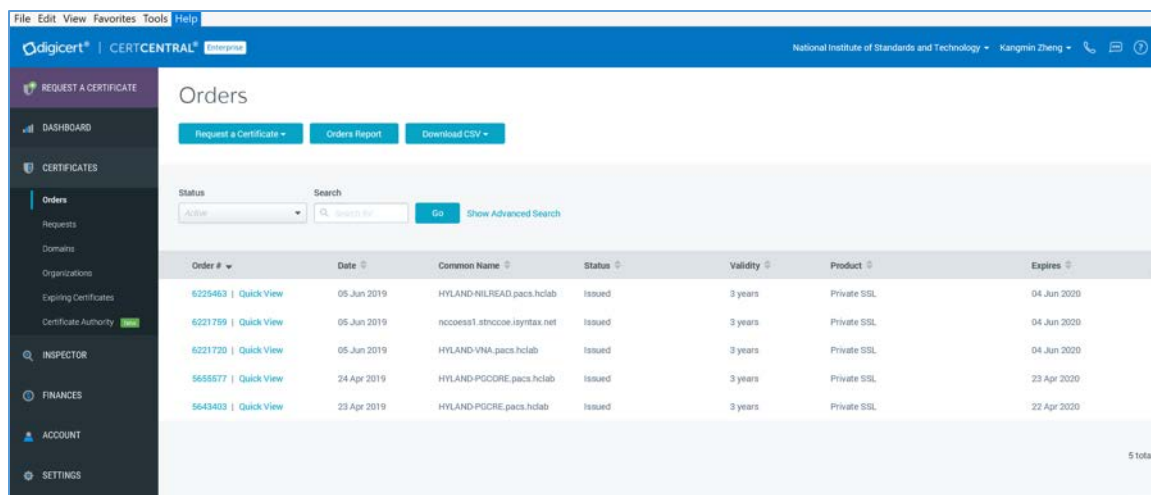 File Edit View Favorites Tools Help
digicert® | CERTCENTRAL® Enterprise
National Institute of Standards and Technology Kangmin Zheng
REQUEST A CERTIFICATE
DASHBOARD
CERTIFICATES
Orders
Requests
Domains
Organizations
Expiring Certificates
Certificate Authority
INSPECTOR
FINANCES
ACCOUNT
SETTINGS
Orders
Request a Certificate Orders Report Download CSV
Status Search
Active Search for... Go Show Advanced Search
Order # Date Common Name Status Validity Product Expires
6225463 | Quick View 05 Jun 2019 HYLAND-NILREAD.pacs.hclab Issued 3 years Private SSL 04 Jun 2020
6221759 | Quick View 05 Jun 2019 nccoess1.stnccoe.isyntax.net Issued 3 years Private SSL 04 Jun 2020
6221720 | Quick View 05 Jun 2019 HYLAND-VNA.pacs.hclab Issued 3 years Private SSL 04 Jun 2020
5655577 | Quick View 24 Apr 2019 HYLAND-PGCORE.pacs.hclab Issued 3 years Private SSL 23 Apr 2020
5643403 | Quick View 23 Apr 2019 HYLAND-PGCRE.pacs.hclab Issued 3 years Private SSL 22 Apr 2020
5 tota